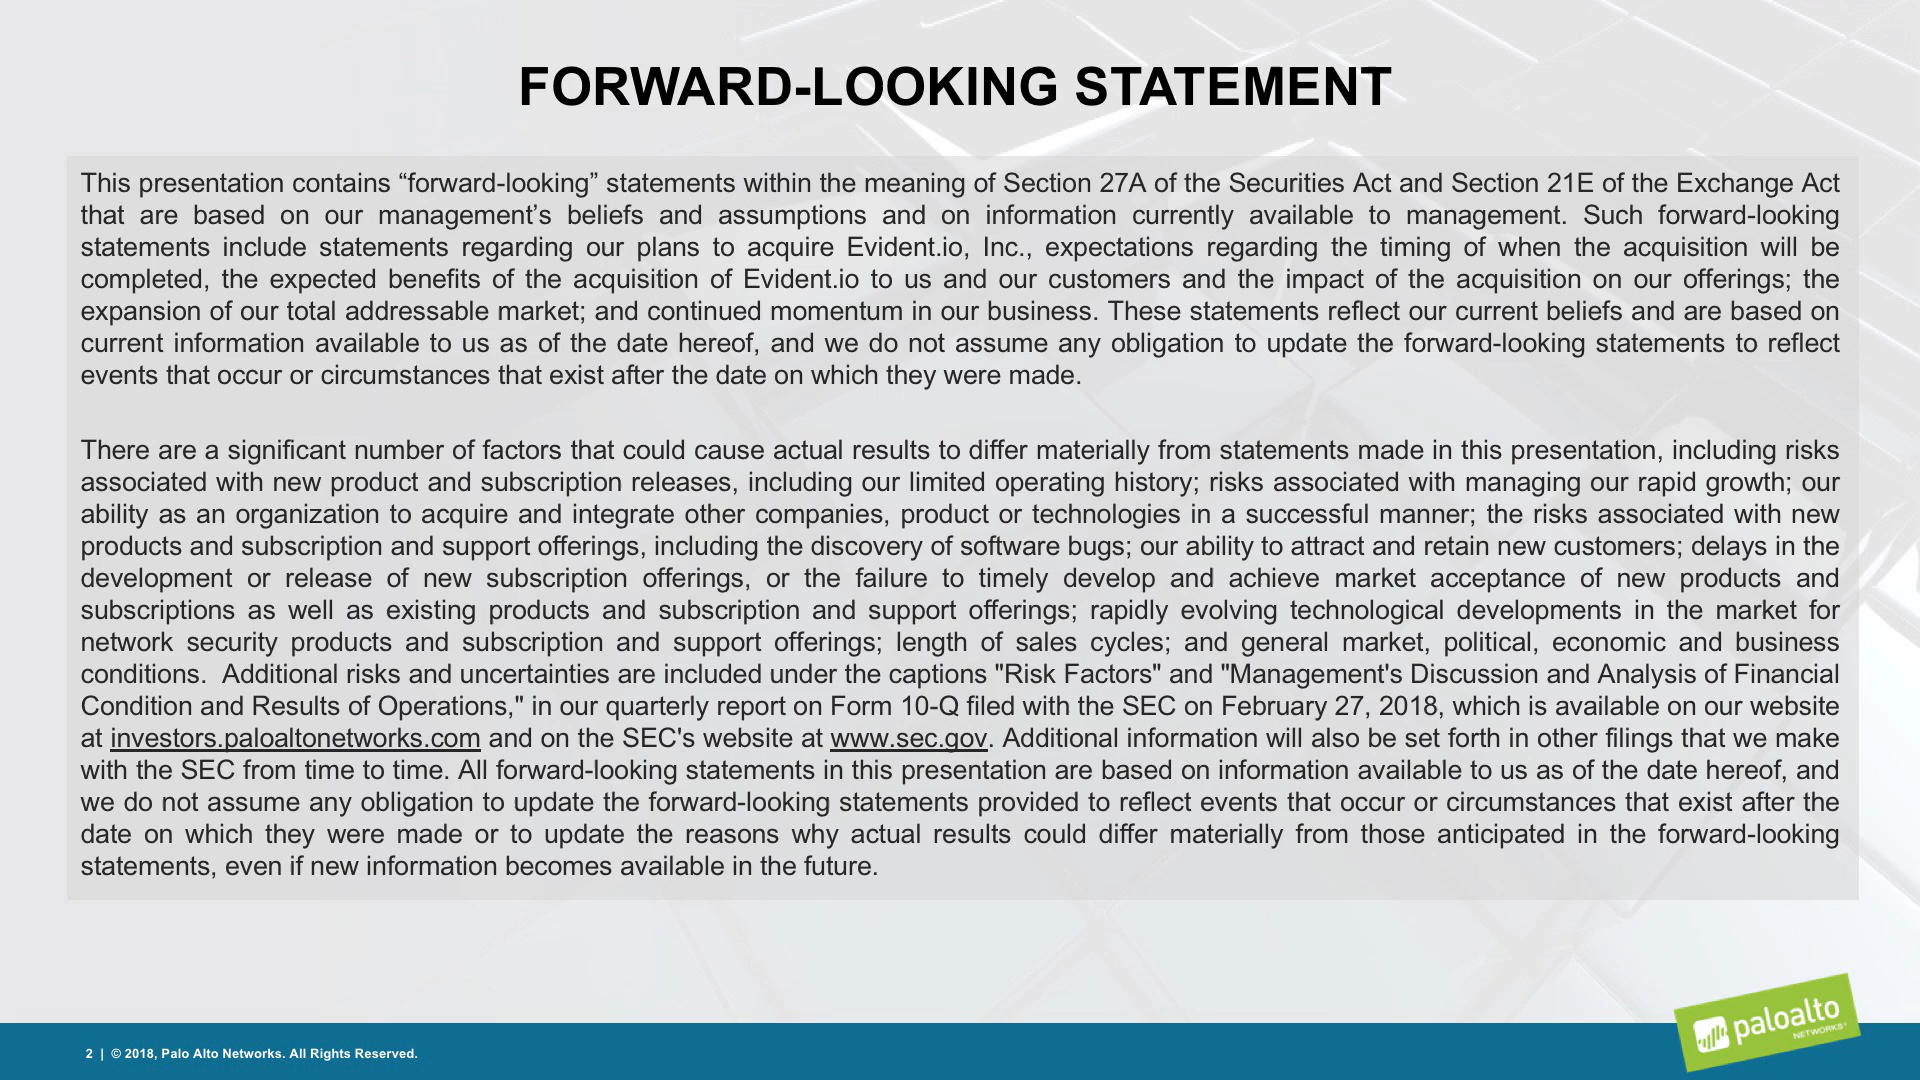 FORWARD-LOOKING STATEMENT
This presentation contains “forward-looking” statements within the meaning of Section 27A of the Securities Act and Section 21E of the Exchange Act
that are based on our management’s beliefs and assumptions and on information currently available to management. Such forward-looking
statements include statements regarding our plans to acquire Evident.io, Inc., expectations regarding the timing of when the acquisition will be
completed, the expected benefits of the acquisition of Evident.io to us and our customers and the impact of the acquisition on our offerings; the
expansion of our total addressable market; and continued momentum in our business. These statements reflect our current beliefs and are based on
current information available to us as of the date hereof, and we do not assume any obligation to update the forward-looking statements to reflect
events that occur or circumstances that exist after the date on which they were made.
There are a significant number of factors that could cause actual results to differ materially from statements made in this presentation, including risks
associated with new product and subscription releases, including our limited operating history; risks associated with managing our rapid growth; our
ability as an organization to acquire and integrate other companies, product or technologies in a successful manner; the risks associated with new
products and subscription and support offerings, including the discovery of software bugs; our ability to attract and retain new customers; delays in the
development or release of new subscription offerings, or the failure to timely develop and achieve market acceptance of new products and
subscriptions as well as existing products and subscription and support offerings; rapidly evolving technological developments in the market for
network security products and subscription and support offerings; length of sales cycles; and general market, political, economic and business
conditions.  Additional risks and uncertainties are included under the captions "Risk Factors" and "Management's Discussion and Analysis of Financial
Condition and Results of Operations," in our quarterly report on Form 10-Q filed with the SEC on February 27, 2018, which is available on our website
at investors.paloaltonetworks.com and on the SEC's website at www.sec.gov. Additional information will also be set forth in other filings that we make
with the SEC from time to time. All forward-looking statements in this presentation are based on information available to us as of the date hereof, and
we do not assume any obligation to update the forward-looking statements provided to reflect events that occur or circumstances that exist after the
date on which they were made or to update the reasons why actual results could differ materially from those anticipated in the forward-looking
statements, even if new information becomes available in the future.
2 | © 2018, Palo Alto Networks. All Rights Reserved.
paloalto
NETWORKS